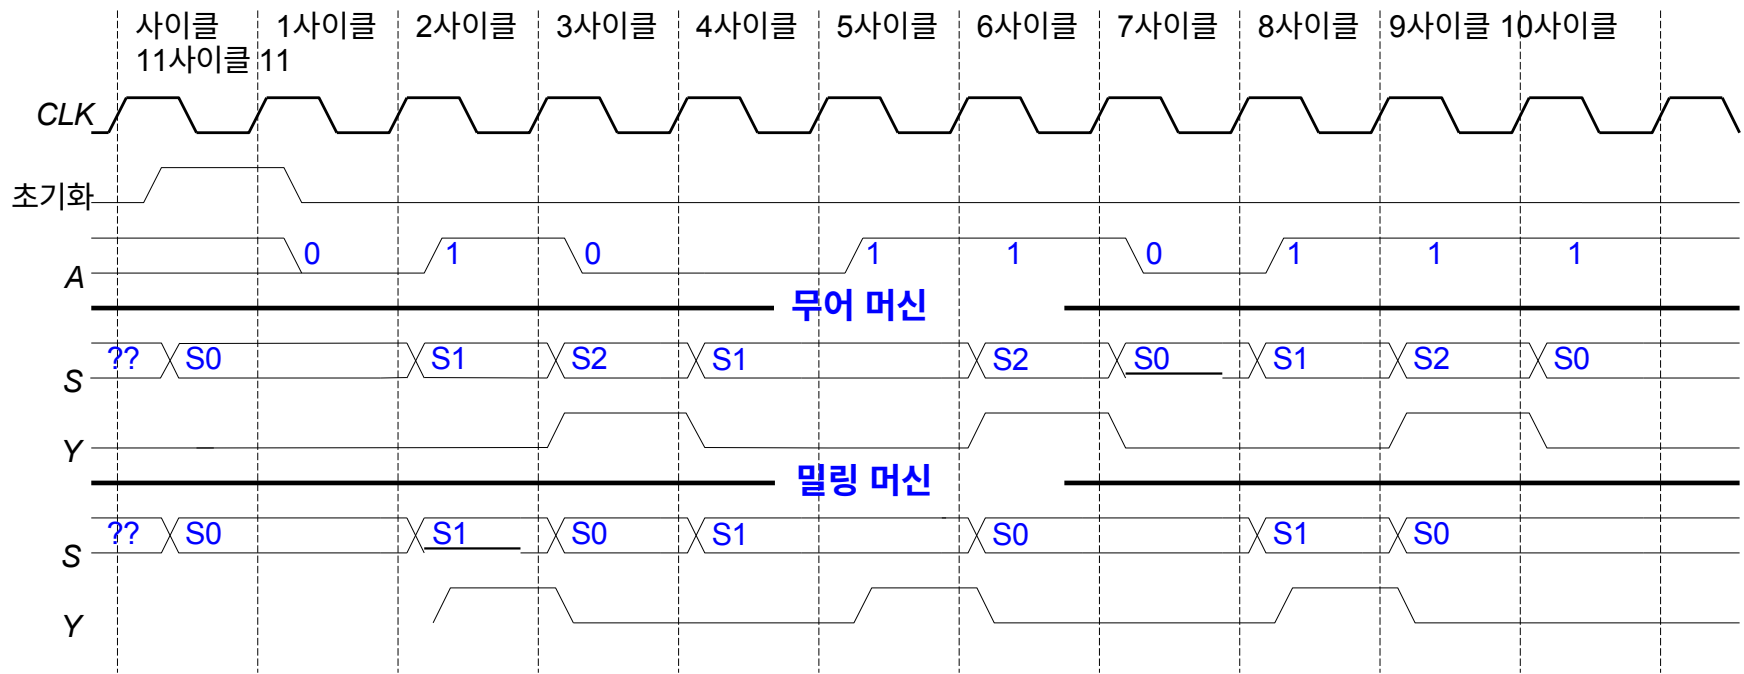 사이클 1사이클 2사이클 3사이클 4사이클 5사이클 6사이클 7사이클 8사이클 9사이클 10사이클
11사이클 11
CLK
초기화
A 0 1 0 1 1 0 1 1 1
무어 머신
S ?? S0 S1 S2 S1 S2 S0 S1 S2 S0
Y
밀링 머신
S ?? S0 S1 S0 S1 S0 S1 S0
Y